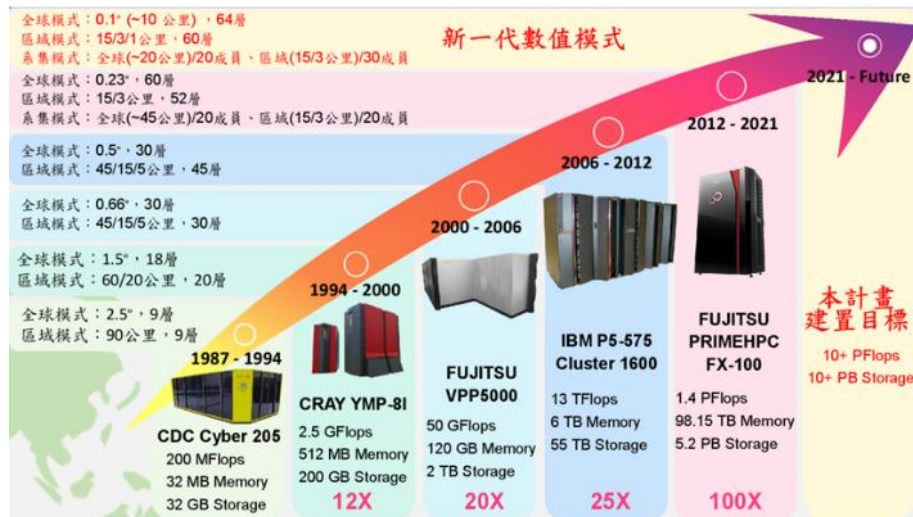 全球模式：0.1° (~10 公里) ，64層
區域模式：15/3/1公里，60層
系集模式：全球(~20公里)/20成員、區域(15/3公里)/30成員
新一代數值模式
全球模式：0.23°，60層
區域模式：15/3公里，52層
系集模式：全球(~45公里)/20成員、區域(15/3公里)/20成員
全球模式：0.5°，30層
區域模式：45/15/5公里，45層
全球模式：0.66°，30層
區域模式：45/15/5公里，30層
全球模式：1.5°，18層
區域模式：60/20公里，20層
全球模式：2.5°，9層
區域模式：90公里，9層
1987 - 1994
CDC Cyber 205
200 MFlops
32 MB Memory
32 GB Storage
1994 - 2000
CRAY YMP-8I
2.5 GFlops
512 MB Memory
200 GB Storage
12X
2000 - 2006
FUJITSU
VPP5000
50 GFlops
120 GB Memory
2 TB Storage
20X
2006 - 2012
IBM P5-575
Cluster 1600
13 TFlops
6 TB Memory
55 TB Storage
25X
2012 - 2021
FUJITSU
PRIMEHPC
FX-100
1.4 PFlops
98.15 TB Memory
5.2 PB Storage
100X
2021 - Future
本計畫
建置目標
10+ PFlops
10+ PB Storage